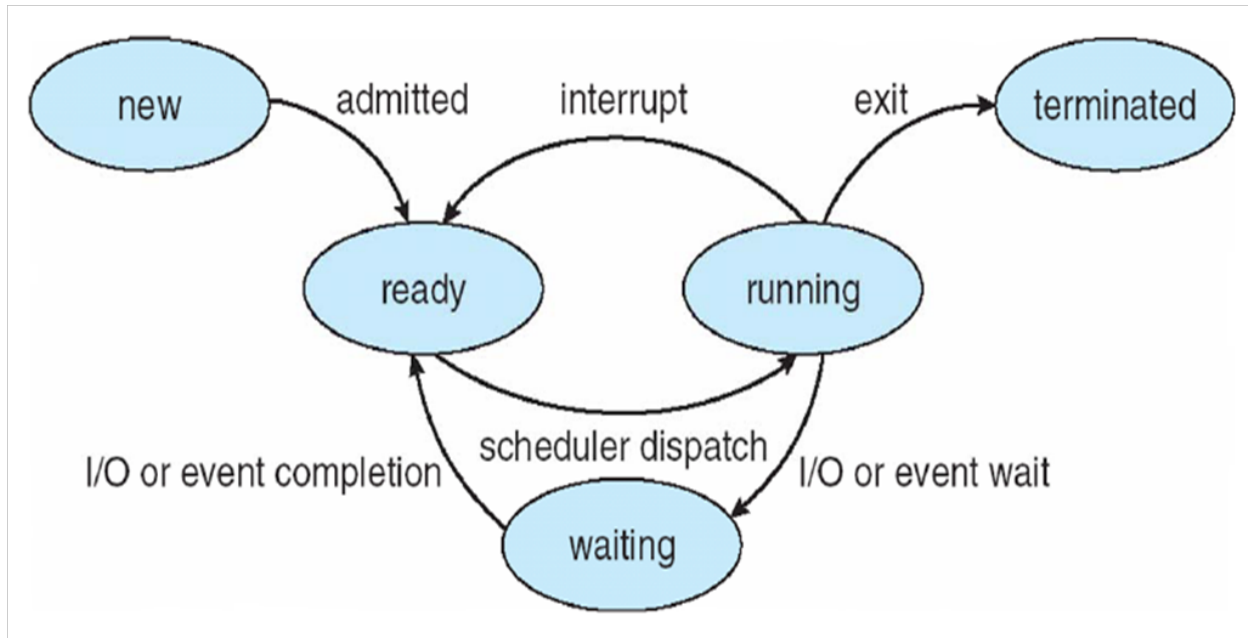 new
admitted
interrupt
exit
terminated
ready
running
scheduler dispatch
I/O or event completion
I/O or event wait
waiting